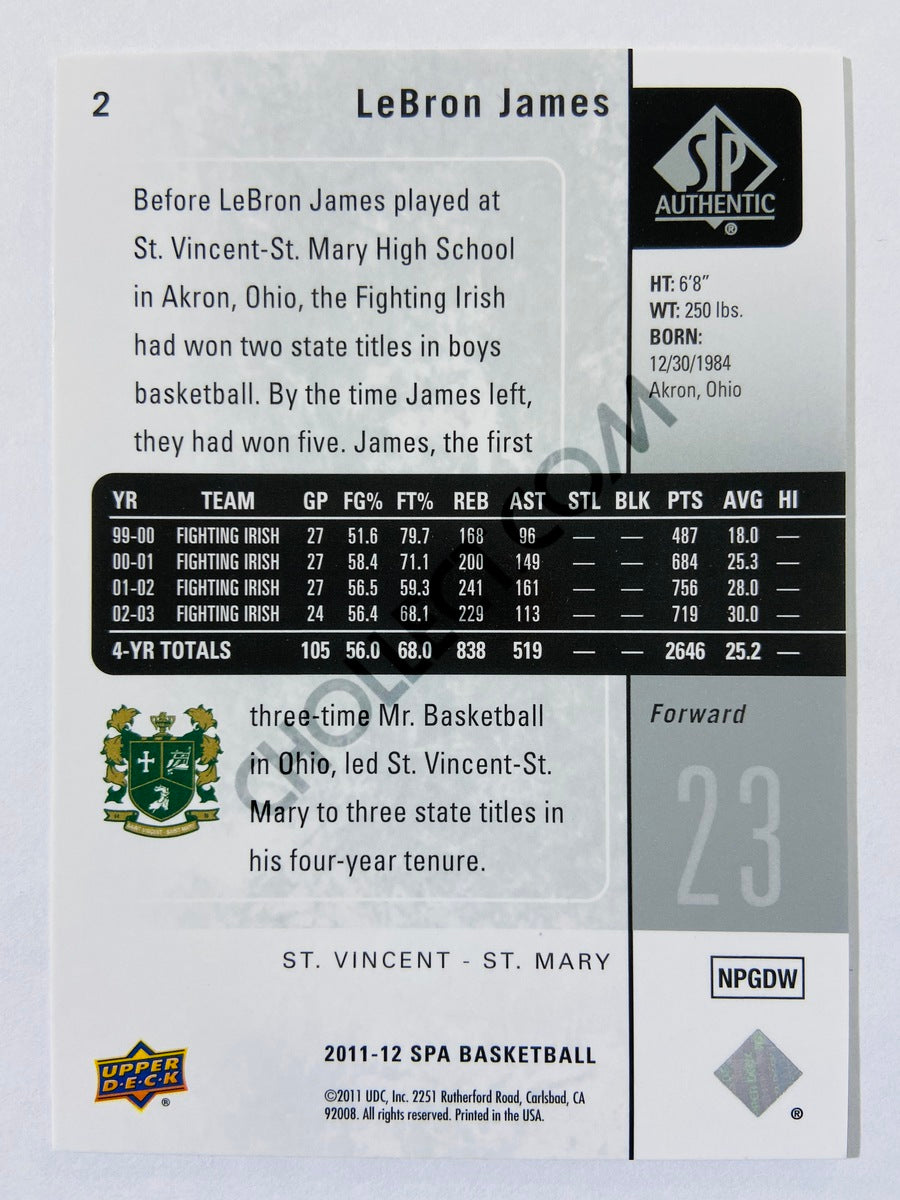 2
LeBron James
SP
AUTHENTIC
®
Before LeBron James played at
St. Vincent-St. Mary High School
in Akron, Ohio, the Fighting Irish
had won two state titles in boys
basketball. By the time James left,
they had won five. James, the first
HT: 6'8"
WT: 250 lbs.
BORN:
12/30/1984
Akron, Ohio
YR TEAM GP FG% FT% REB AST STL BLK PTS AVG HI
99-00 FIGHTING IRISH 27 51.6 79.7 168 96 — — 487 18.0 —
00-01 FIGHTING IRISH 27 58.4 71.1 200 149 — — 684 25.3 —
01-02 FIGHTING IRISH 27 56.5 59.3 241 161 — — 756 28.0 —
02-03 FIGHTING IRISH 24 56.4 68.1 229 113 — — 719 30.0 —
4-YR TOTALS 105 56.0 68.0 838 519 — — 2646 25.2 —
three-time Mr. Basketball
in Ohio, led St. Vincent-St.
Mary to three state titles in
his four-year tenure.
SAINT VINCENT · SAINT MARY
Forward
23
ST. VINCENT - ST. MARY
NPGDW
UPPER
D·E·C·K
®
2011-12 SPA BASKETBALL
©2011 UDC, Inc. 2251 Rutherford Road, Carlsbad, CA
92008. All rights reserved. Printed in the USA.
®
CHOLLECT.COM